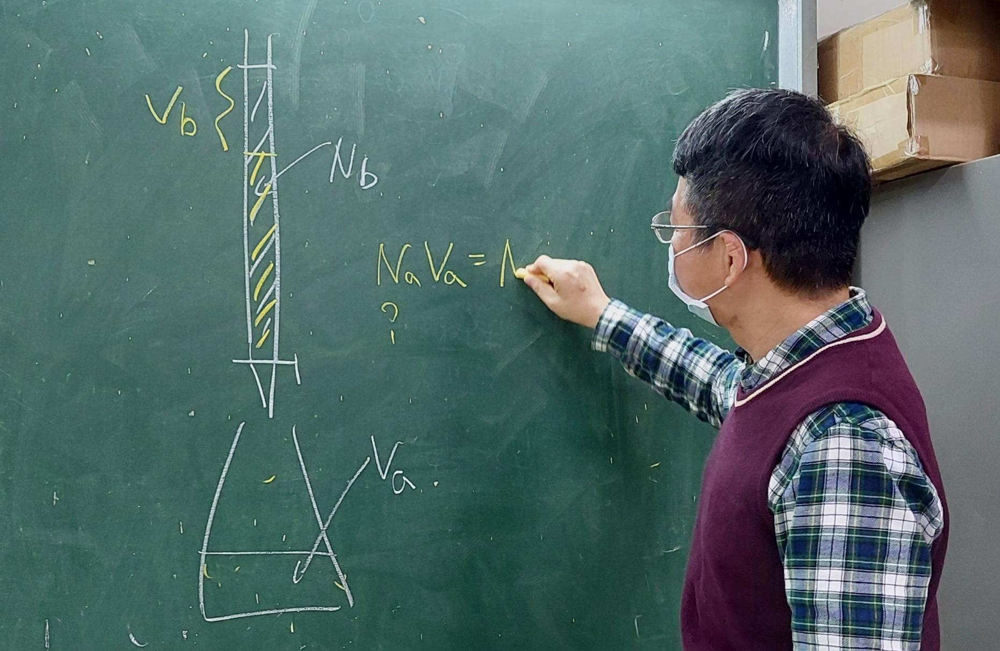 Vb
Nb
NaVa = N
?
Va